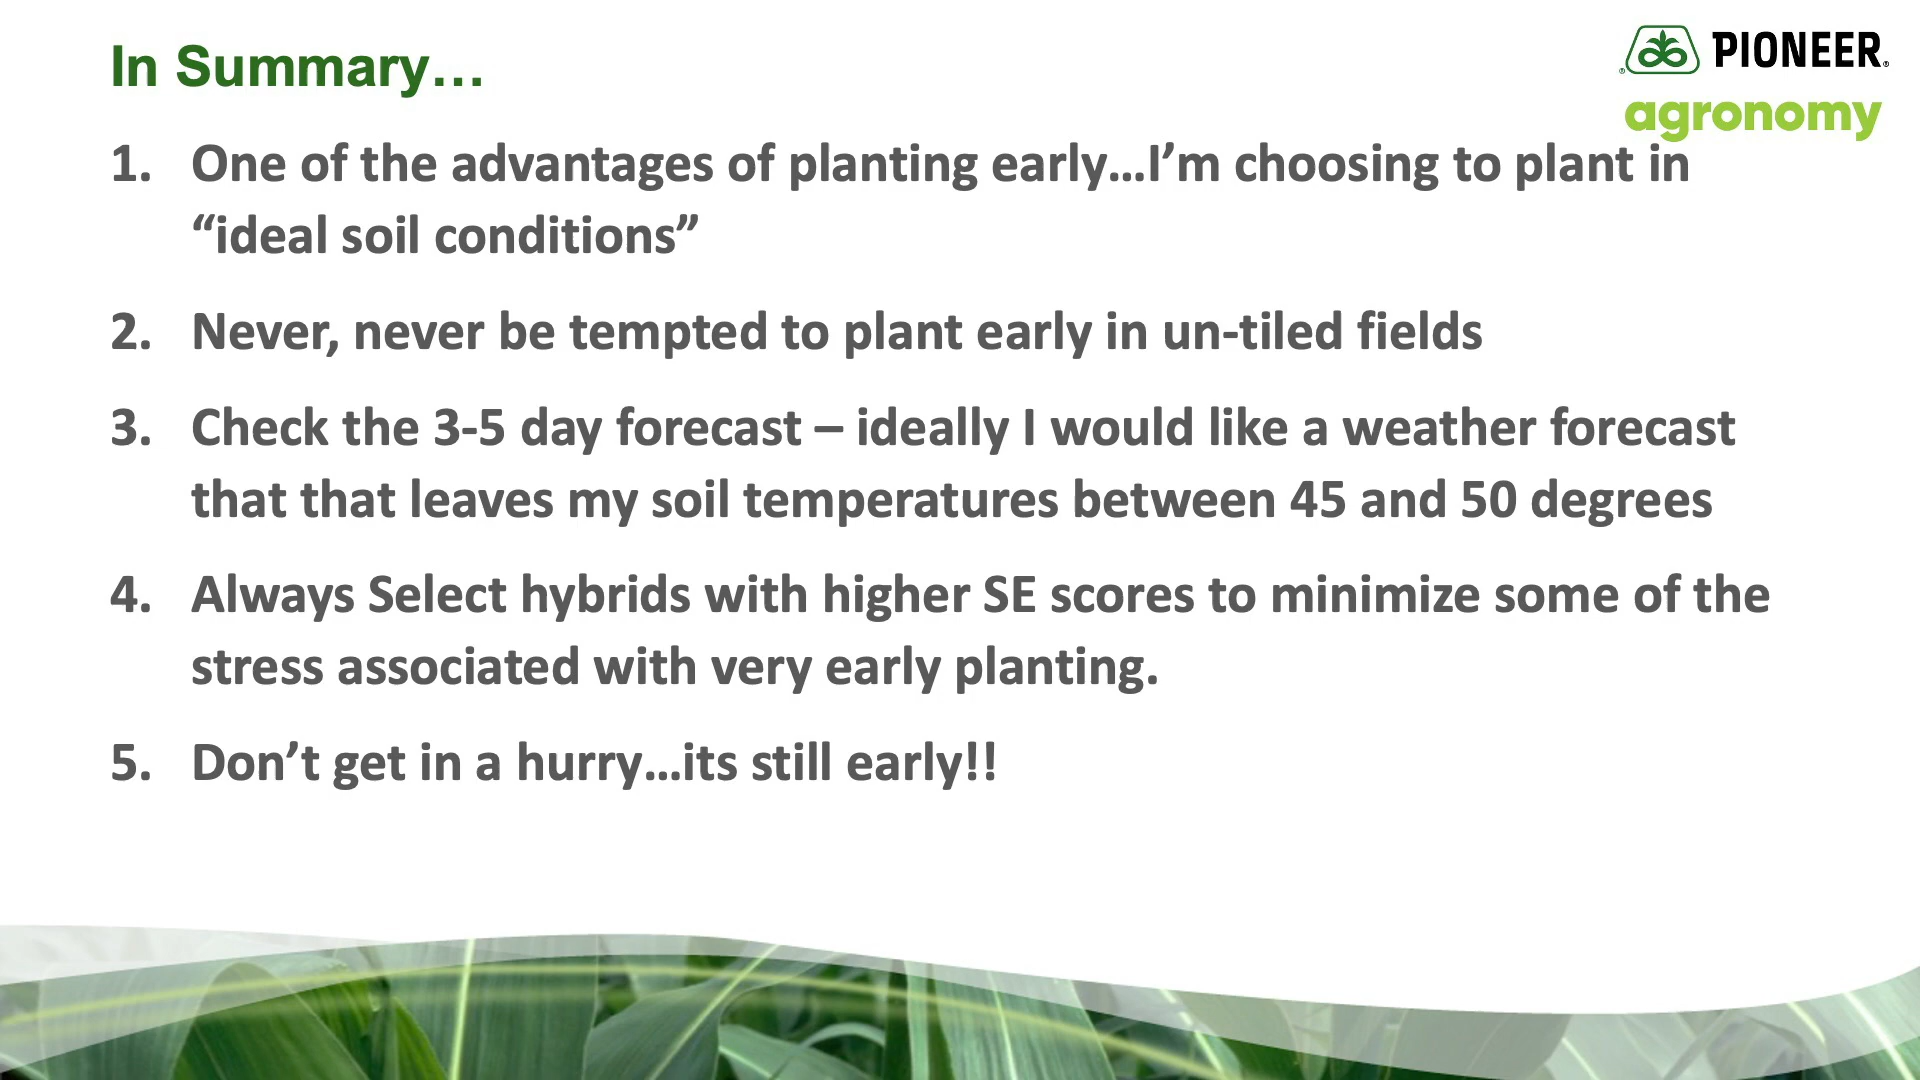 In Summary…
PIONEER®
agronomy
1. One of the advantages of planting early…I’m choosing to plant in
“ideal soil conditions”
2. Never, never be tempted to plant early in un-tiled fields
3. Check the 3-5 day forecast – ideally I would like a weather forecast
that that leaves my soil temperatures between 45 and 50 degrees
4. Always Select hybrids with higher SE scores to minimize some of the
stress associated with very early planting.
5. Don’t get in a hurry…its still early!!